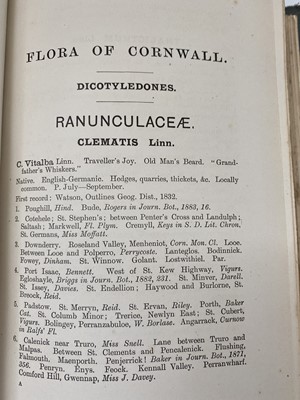 FLORA OF CORNWALL.
DICOTYLEDONES.
RANUNCULACEÆ.
CLEMATIS Linn.
C. Vitalba Linn. Traveller's Joy. Old Man's Beard. "Grand-
father's Whiskers."
Native. English-Germanic. Hedges, quarries, thickets, &c. Locally
common. P. July—September.
First record: Watson, Outlines Geog. Dist., 1832.
1. Poughill, Hind. Bude, Rogers in Journ. Bot., 1883, 16.
2. Cotehele; St. Stephen's; between Penter's Cross and Landulph;
Saltash; Markwell, Fl. Plym. Cremyll, Keys in S. D. Lit. Chron.
St. Germans, Miss Moffatt.
3. Downderry. Roseland Valley, Menheniot, Corn. Mon. Cl. Looe.
Between Looe and Polperro, Perrycoste. Lanteglos. Bodinnick.
Fowey, Dinham. St. Winnow. Golant. Lostwithiel. Par.
4. Port Isaac, Bennett. West of St. Kew Highway, Vigurs.
Egloshayle, Briggs in Journ. Bot., 1882, 231. St. Minver, Darell.
St. Issey, Davies. St. Endellion; Haywood and Burlorne, St.
Breock, Reid.
5. Padstow. St. Merryn, Reid. St. Ervan, Riley. Porth, Baker
Cat. St. Columb Minor; Trerice, Newlyn East; St. Cubert,
Vigurs. Bolingey, Perranzabuloe, W. Borlase. Angarrack, Curnow
in Ralfs' Fl.
6. Calenick near Truro, Miss Snell. Lane between Truro and
Malpas. Between St. Clements and Pencalenick. Flushing,
Falmouth. Maenporth. Penjerrick! Baker in Journ. Bot., 1871,
356. Penryn. Enys. Feock. Kennall Valley. Perranwharf.
Comford Hill, Gwennap, Miss J. Davey.
A